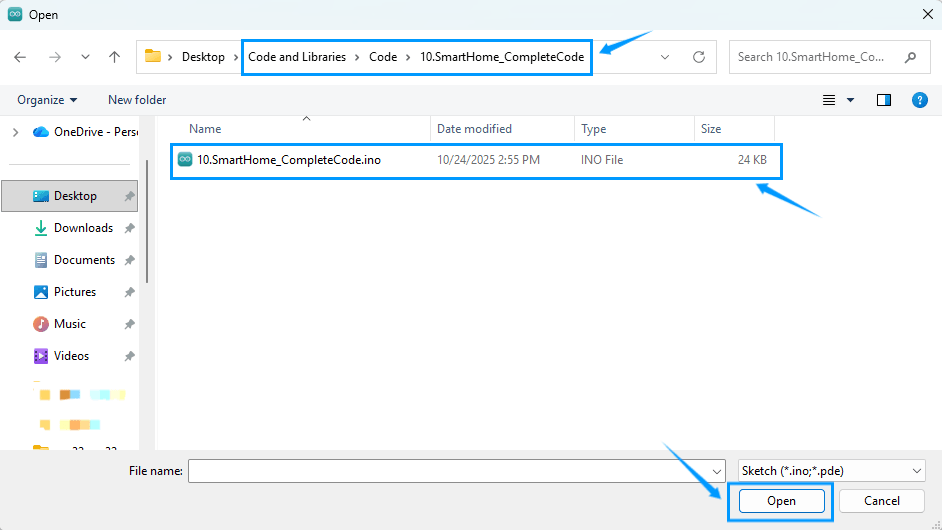 Open
Desktop > Code and Libraries > Code > 10.SmartHome_CompleteCode
Search 10.SmartHome_Co...
Organize New folder
Name Date modified Type Size
OneDrive - Pers
10.SmartHome_CompleteCode.ino 10/24/2025 2:55 PM INO File 24 KB
Desktop
Downloads
Documents
Pictures
Music
Videos
File name: Sketch (*.ino;*.pde)
Open Cancel